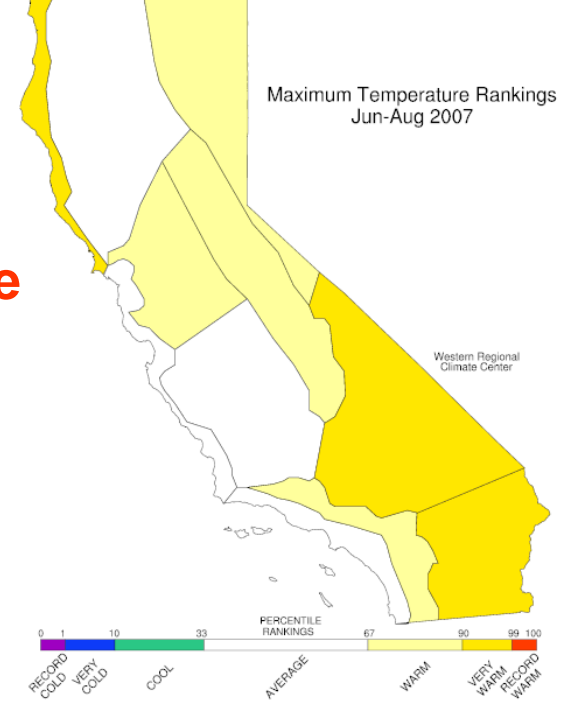 Maximum Temperature Rankings
Jun-Aug 2007
e
Western Regional
Climate Center
PERCENTILE
RANKINGS
0 1 10 33 67 90 99 100
RECORD
COLD
VERY
COLD
COOL
AVERAGE
WARM
VERY
WARM
RECORD
WARM